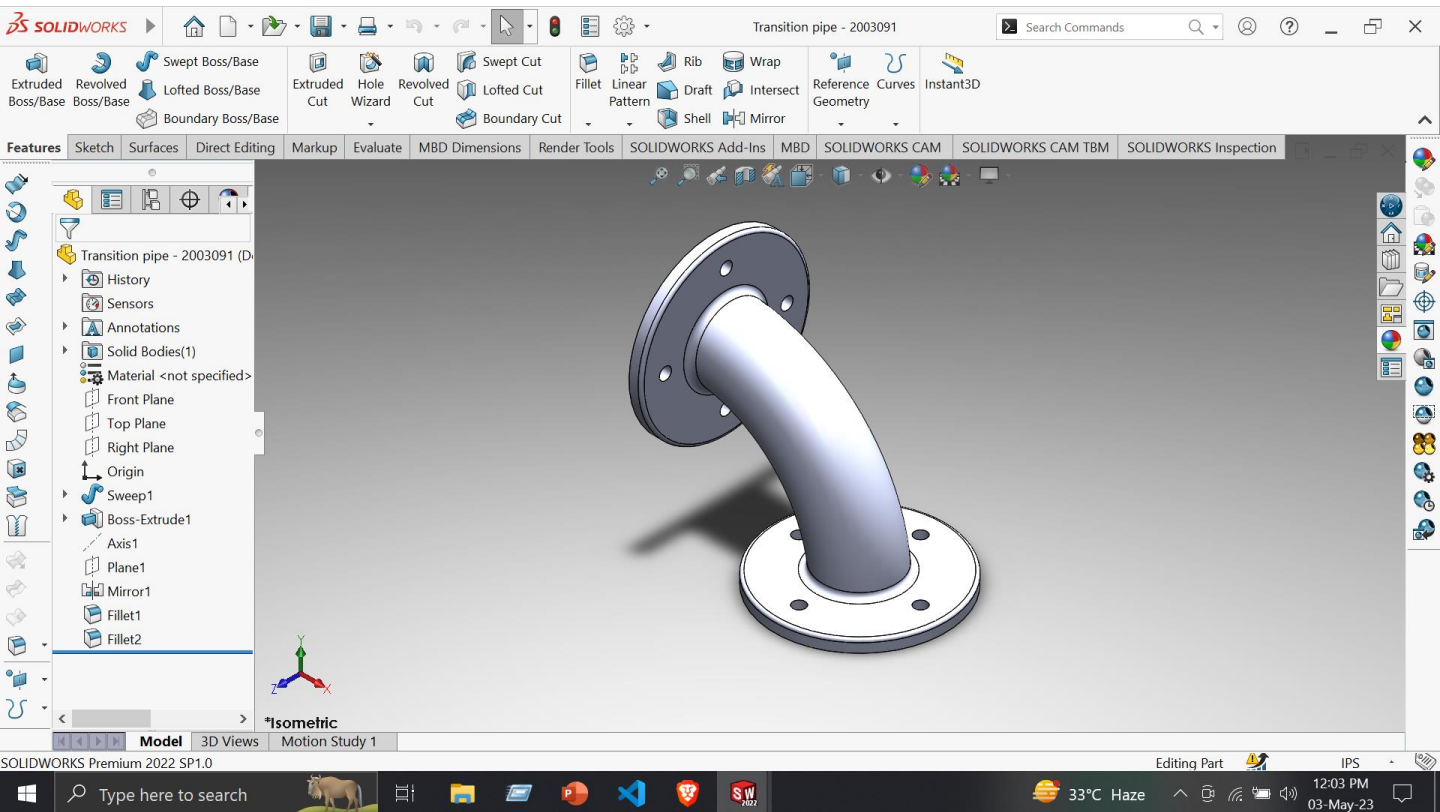 SOLIDWORKS
Transition pipe - 2003091
Search Commands
Extruded Boss/Base
Revolved Boss/Base
Swept Boss/Base
Lofted Boss/Base
Boundary Boss/Base
Extruded Cut
Hole Wizard
Revolved Cut
Swept Cut
Lofted Cut
Boundary Cut
Fillet
Linear Pattern
Rib
Draft
Shell
Wrap
Intersect
Mirror
Reference Geometry
Curves
Instant3D
Features Sketch Surfaces Direct Editing Markup Evaluate MBD Dimensions Render Tools SOLIDWORKS Add-Ins MBD SOLIDWORKS CAM SOLIDWORKS CAM TBM SOLIDWORKS Inspection
Transition pipe - 2003091 (D
History
Sensors
Annotations
Solid Bodies(1)
Material <not specified>
Front Plane
Top Plane
Right Plane
Origin
Sweep1
Boss-Extrude1
Axis1
Plane1
Mirror1
Fillet1
Fillet2
Y
Z
X
*Isometric
Model 3D Views Motion Study 1
SOLIDWORKS Premium 2022 SP1.0
Editing Part
IPS
Type here to search
SW
2022
33°C Haze
12:03 PM
03-May-23